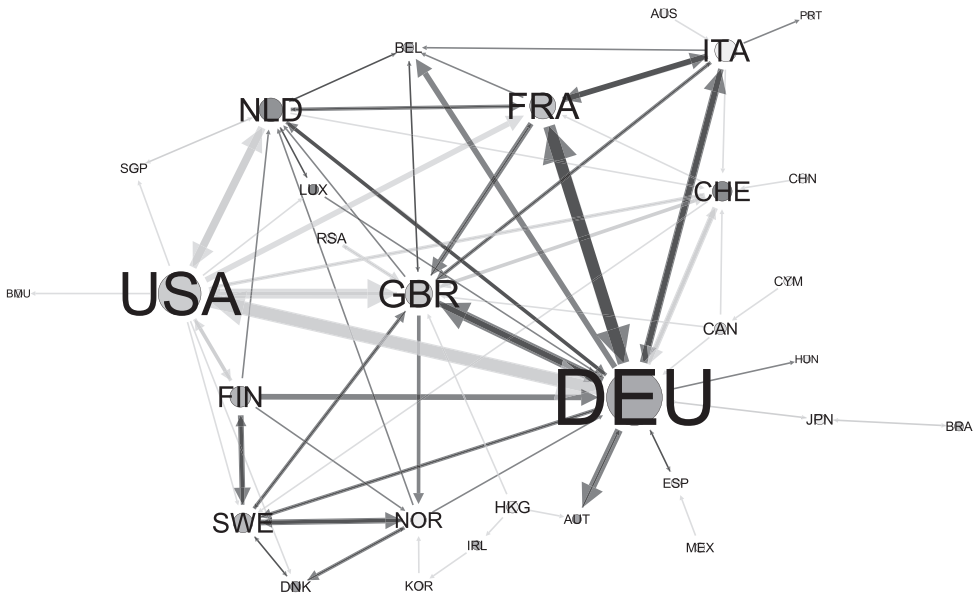 AUS
PRT
BEL
ITA
NLD
FRA
SGP
LUX
CHE
CHN
RSA
BMU
USA
GBR
CYM
CAN
HUN
FIN
DEU
JPN
BRA
ESP
SWE
NOR
HKG
AUT
IRL
MEX
DNK
KOR